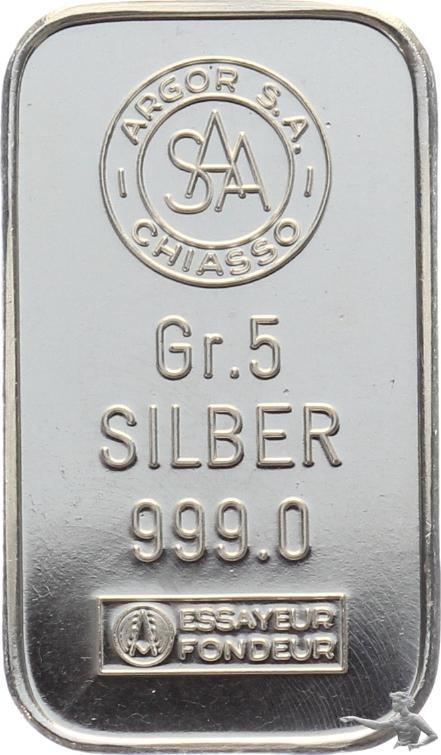 ARGOR S.A.
SAA
CHIASSO
Gr.5
SILBER
999.0
ESSAYEUR
FONDEUR